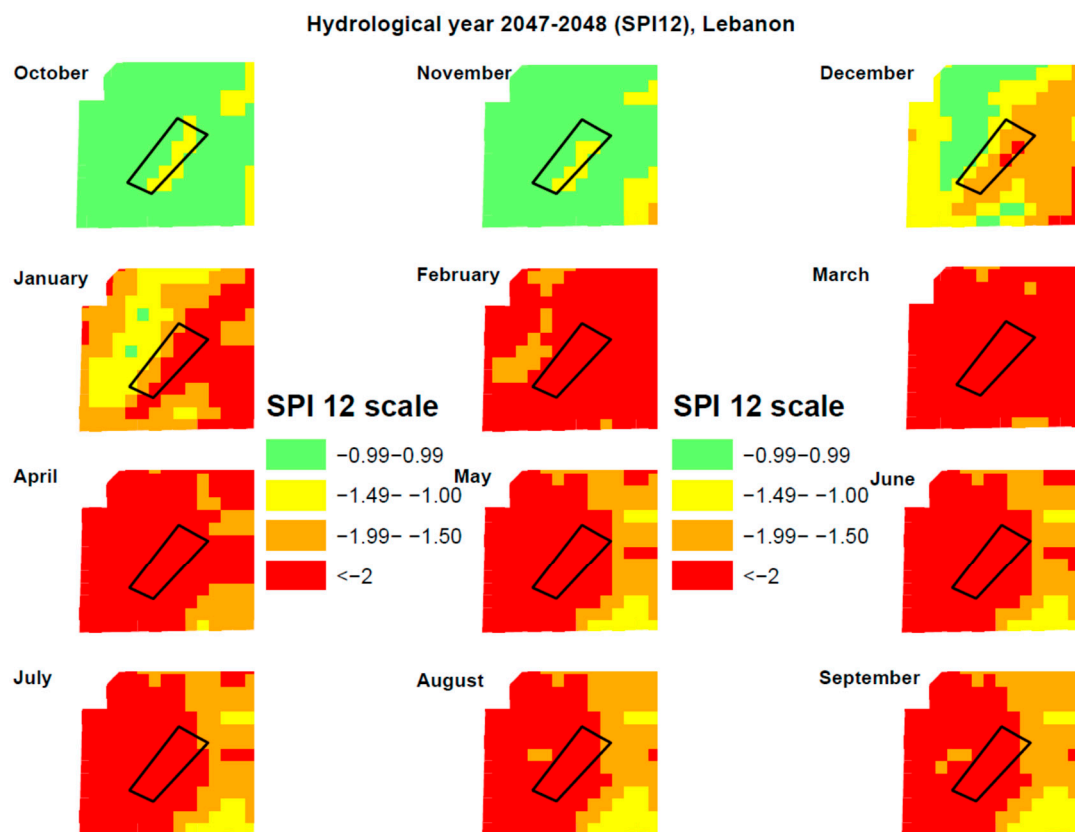 Hydrological year 2047-2048 (SPI12), Lebanon
October
November
December
January
February
March
SPI 12 scale
−0.99−0.99
−1.49− −1.00
−1.99− −1.50
<−2
SPI 12 scale
−0.99−0.99
−1.49− −1.00
−1.99− −1.50
<−2
April
May
June
July
August
September